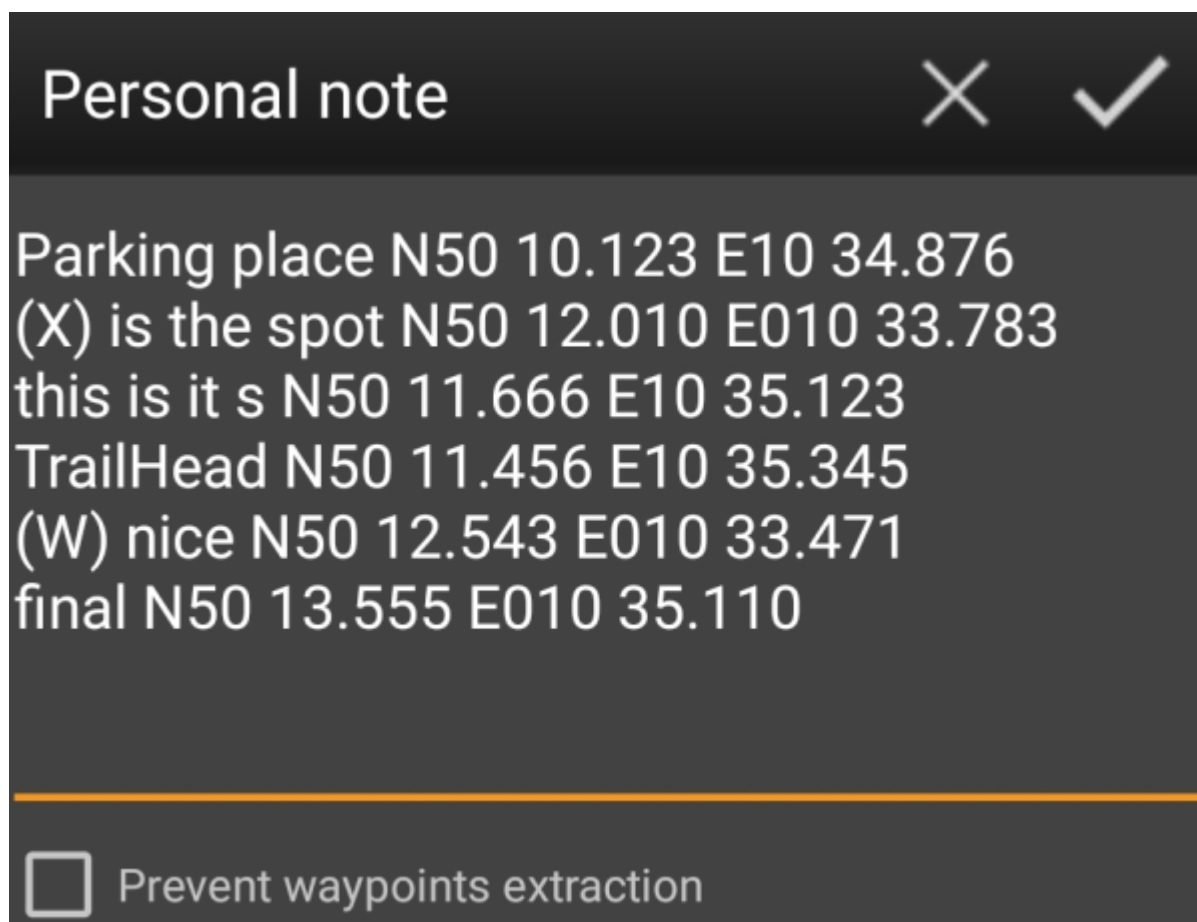 Personal note
Parking place N50 10.123 E10 34.876
(X) is the spot N50 12.010 E010 33.783
this is it s N50 11.666 E10 35.123
TrailHead N50 11.456 E10 35.345
(W) nice N50 12.543 E010 33.471
final N50 13.555 E010 35.110
Prevent waypoints extraction